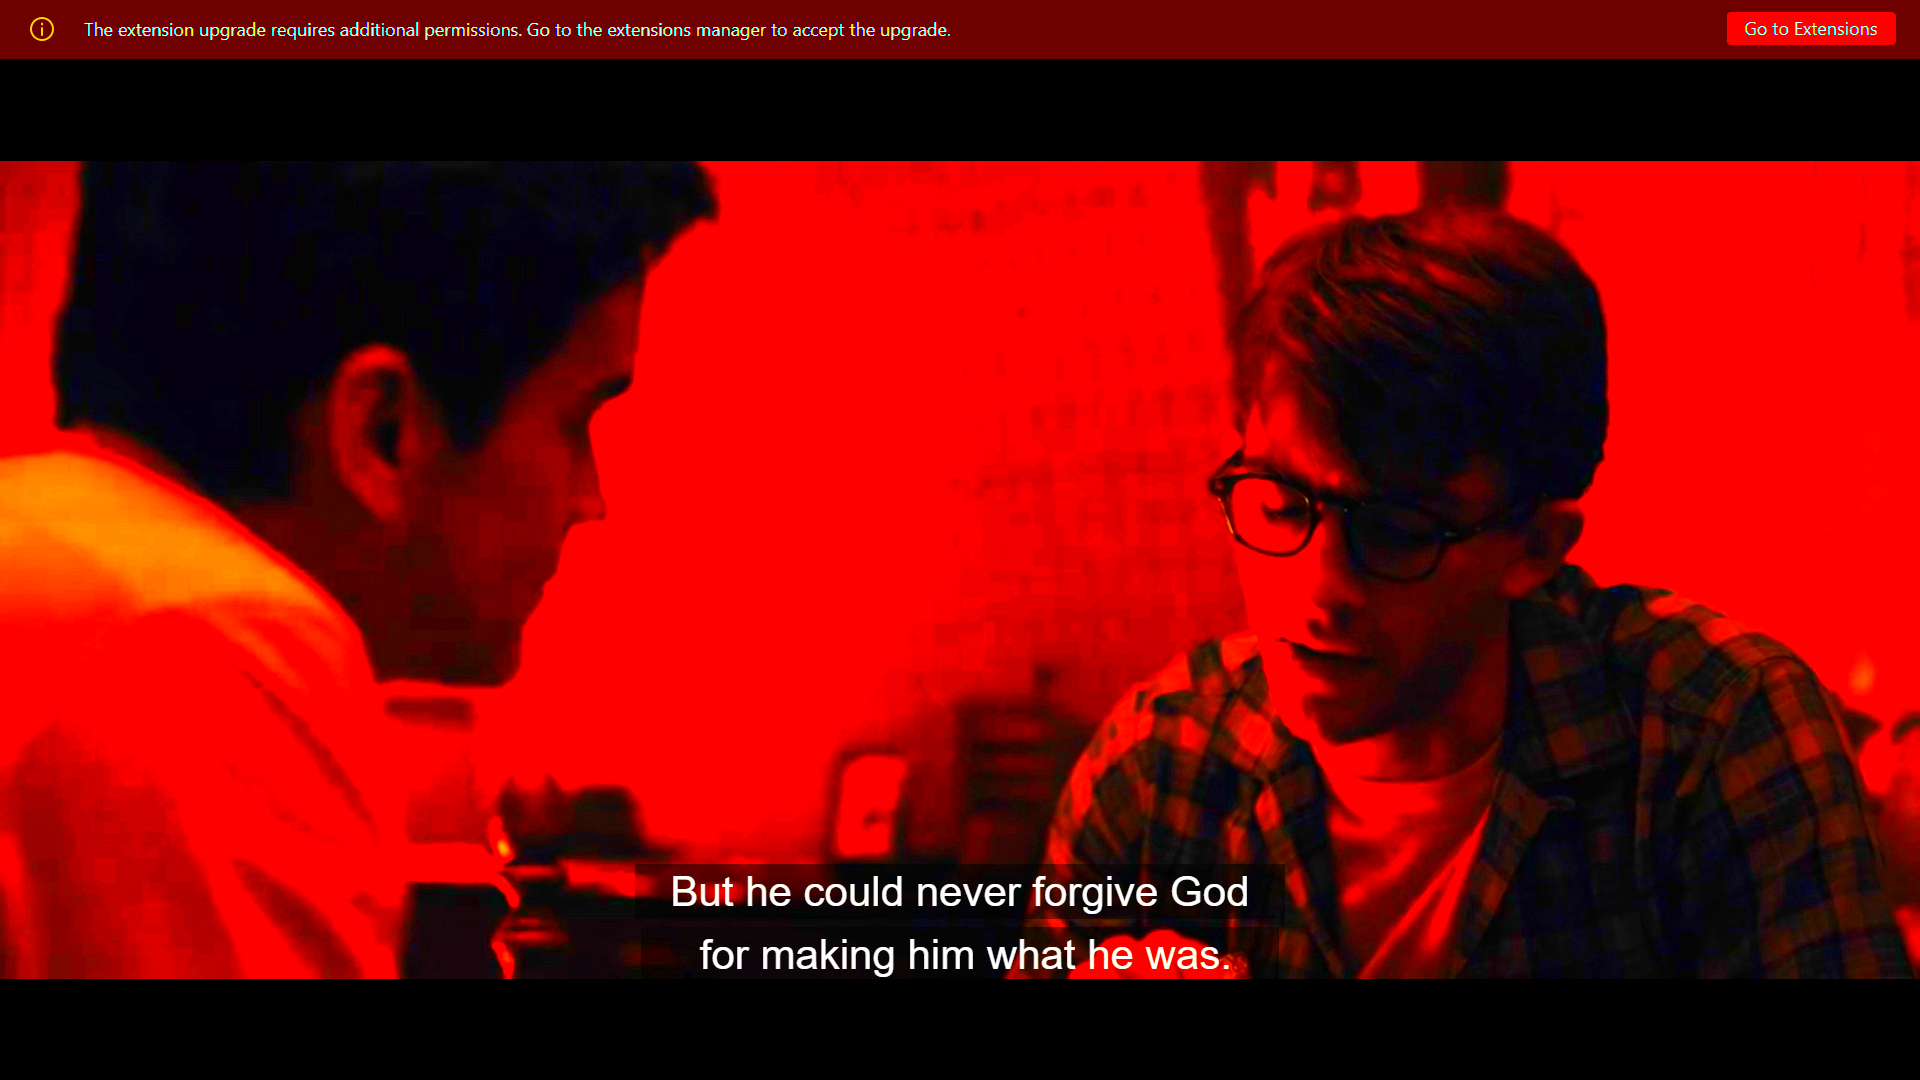 The extension upgrade requires additional permissions. Go to the extensions manager to accept the upgrade.
Go to Extensions
But he could never forgive God
for making him what he was.